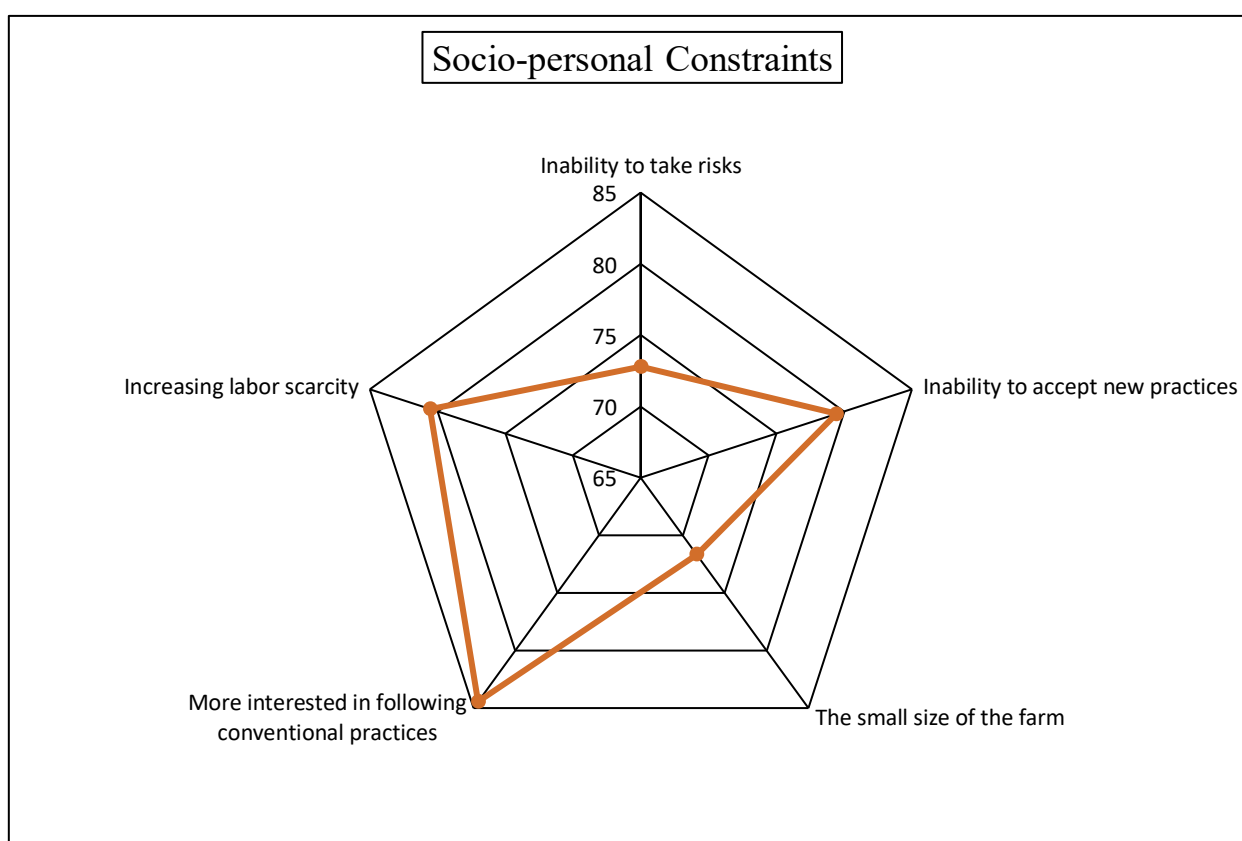 Socio-personal Constraints
Inability to take risks
85
80
75
70
65
Increasing labor scarcity
Inability to accept new practices
More interested in following
conventional practices
The small size of the farm